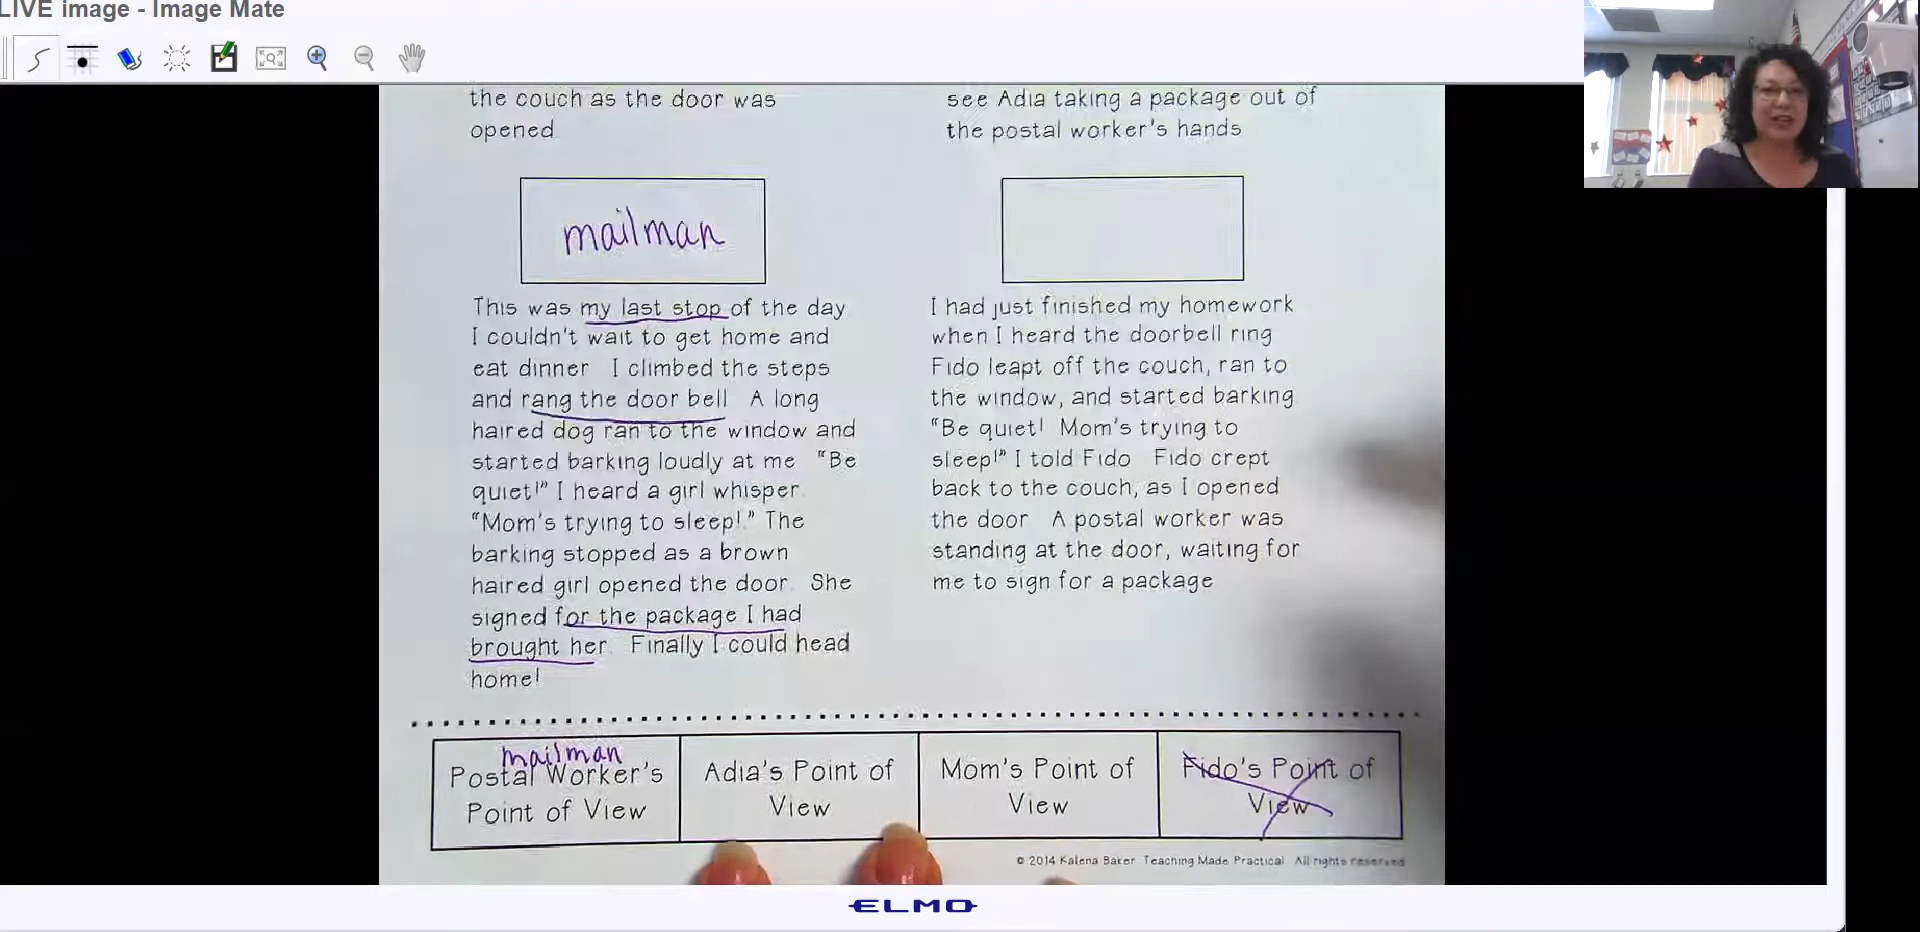 LIVE image - Image Mate
the couch as the door was
opened
mailman
This was my last stop of the day
I couldn't wait to get home and
eat dinner I climbed the steps
and rang the door bell A long
haired dog ran to the window and
started barking loudly at me "Be
quiet!" I heard a girl whisper.
"Mom's trying to sleep!." The
barking stopped as a brown
haired girl opened the door. She
signed for the package I had
brought her. Finally I could head
home!
see Adia taking a package out of
the postal worker's hands
I had just finished my homework
when I heard the doorbell ring
Fido leapt off the couch, ran to
the window, and started barking
"Be quiet! Mom's trying to
sleep!" I told Fido Fido crept
back to the couch, as I opened
the door A postal worker was
standing at the door, waiting for
me to sign for a package
mailman
Postal Worker's
Point of View
Adia's Point of
View
Mom's Point of
View
Fido's Point of
View
© 2014 Kalena Baker Teaching Made Practical All rights reserved
ELMO